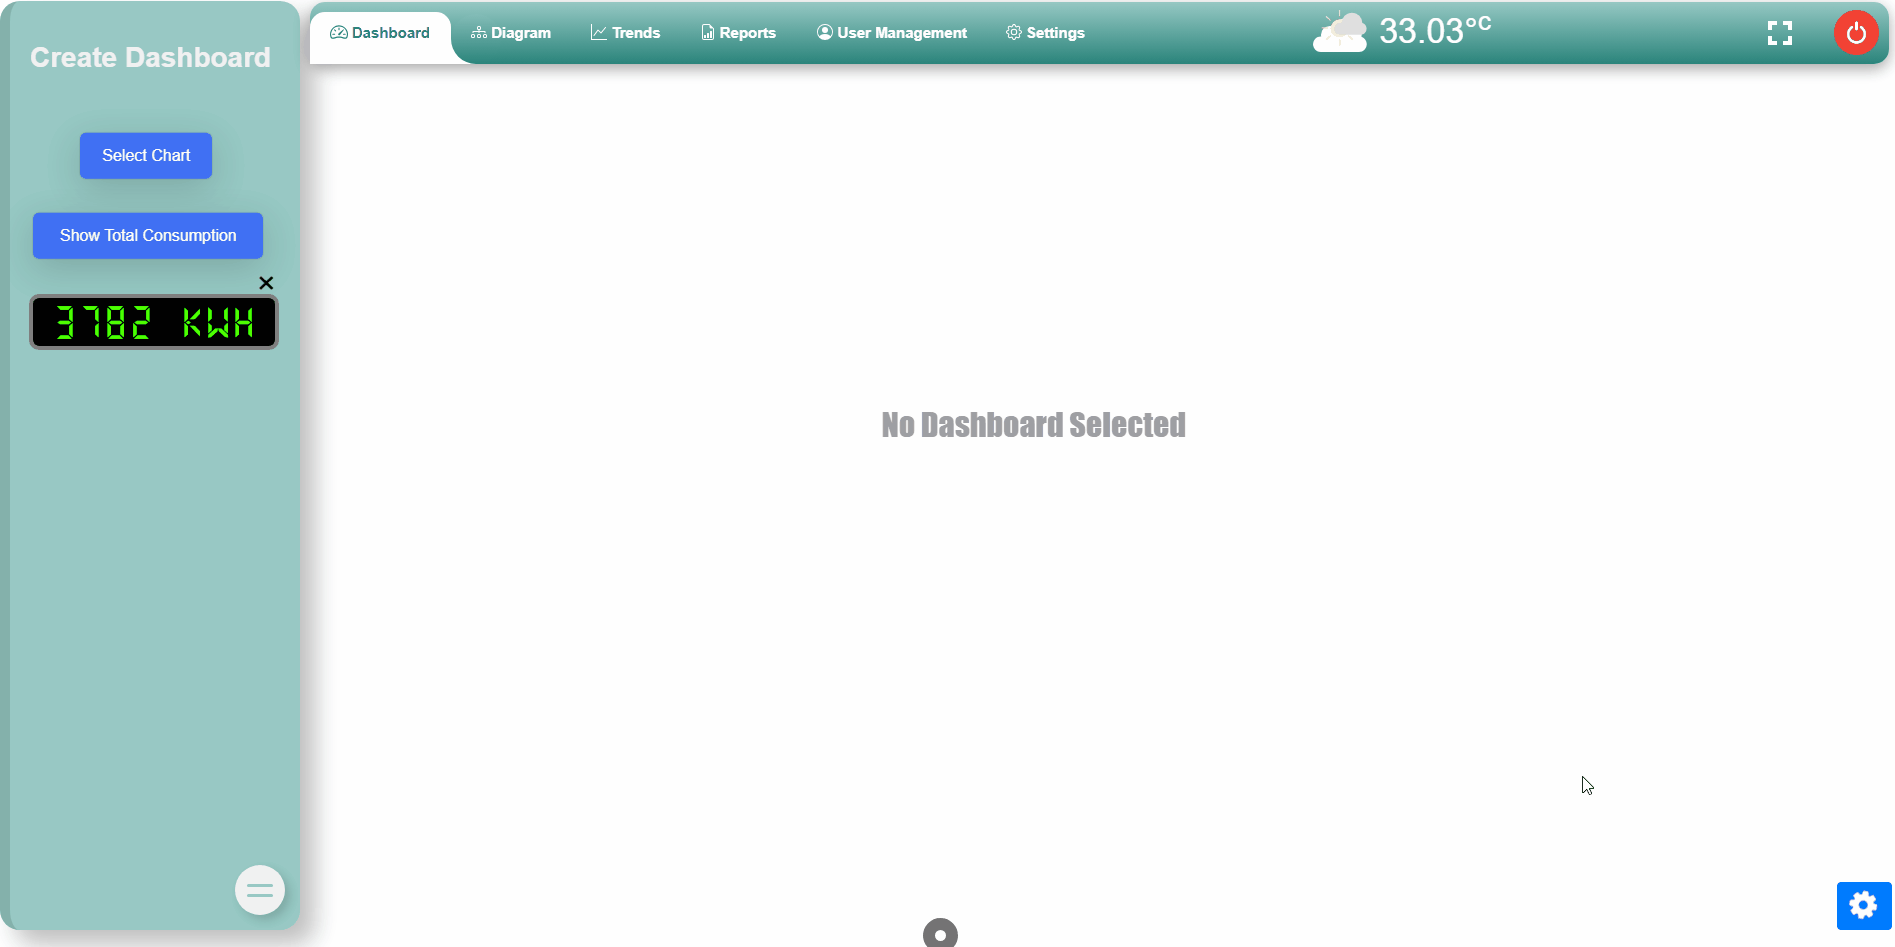 Create Dashboard
Select Chart
Show Total Consumption
3782 KWH
Dashboard
Diagram
Trends
Reports
User Management
Settings
33.03°C
No Dashboard Selected